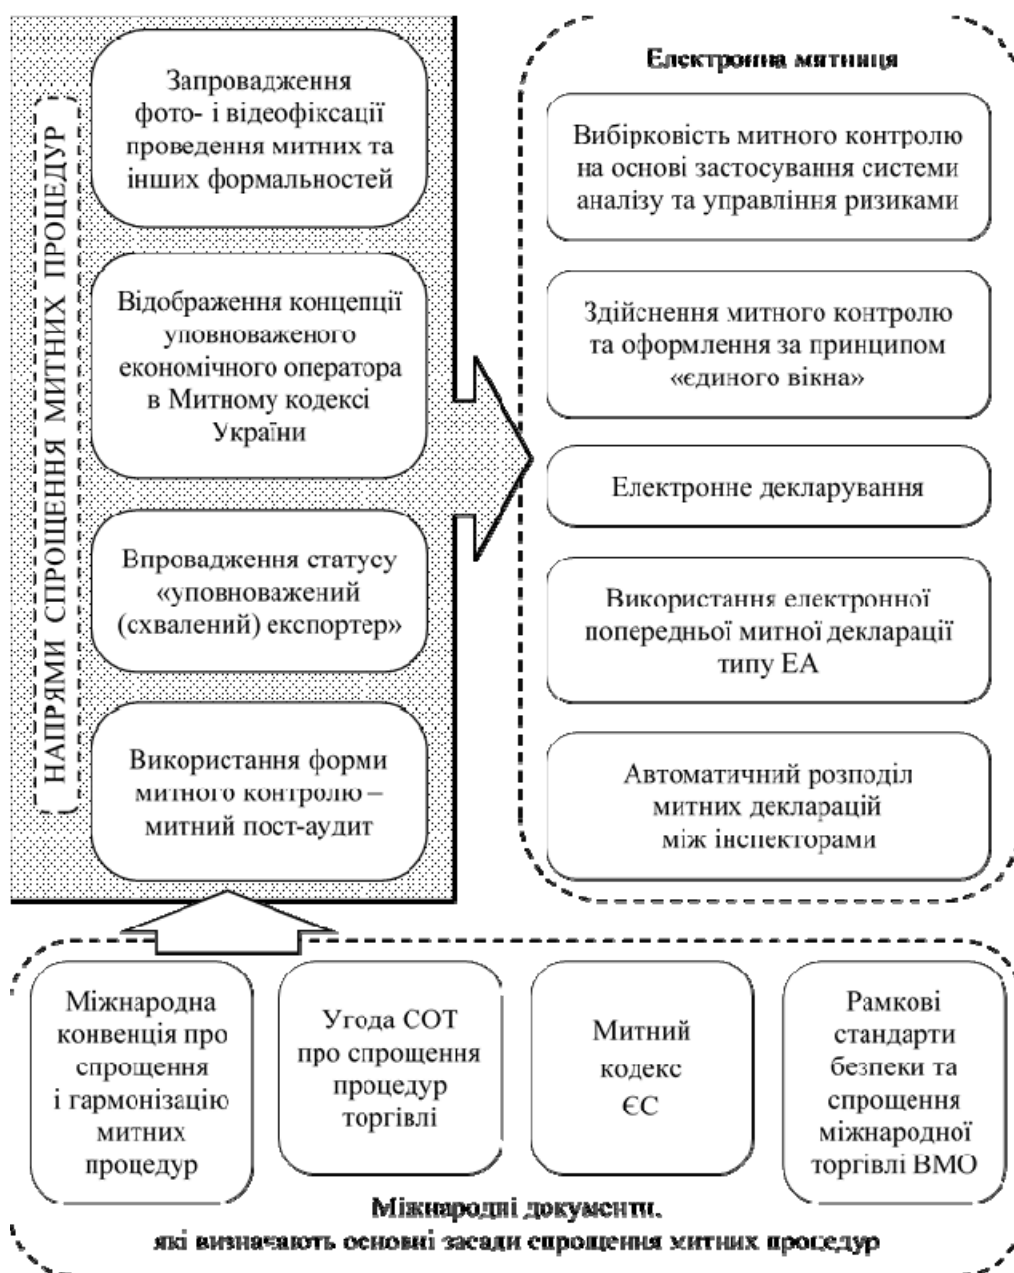 НАПРЯМИ СПРОЩЕННЯ МИТНИХ ПРОЦЕДУР
Запровадження
фото- і відеофіксації
проведення митних та
інших формальностей
Відображення концепції
уповноваженого
економічного оператора
в Митному кодексі
України
Впровадження статусу
«уповноважений
(схвалений) експортер»
Використання форми
митного контролю –
митний пост-аудит
Електронна митниця
Вибірковість митного контролю
на основі застосування системи
аналізу та управління ризиками
Здійснення митного контролю
та оформлення за принципом
«єдиного вікна»
Електронне декларування
Використання електронної
попередньої митної декларації
типу ЕА
Автоматичний розподіл
митних декларацій
між інспекторами
Міжнародна
конвенція про
спрощення
і гармонізацію
митних
процедур
Угода СОТ
про спрощення
процедур
торгівлі
Митний
кодекс
ЄС
Рамкові
стандарти
безпеки та
спрощення
міжнародної
торгівлі ВМО
Міжнародні документи,
які визначають основні засади спрощення митних процедур